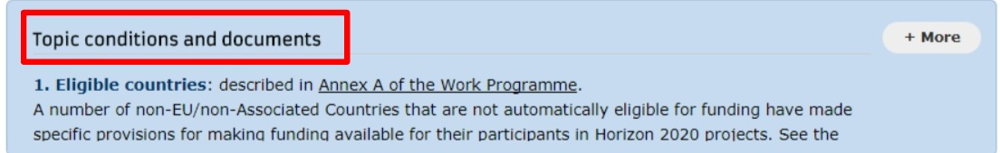 Topic conditions and documents
+ More
1. Eligible countries: described in Annex A of the Work Programme.
A number of non-EU/non-Associated Countries that are not automatically eligible for funding have made
specific provisions for making funding available for their participants in Horizon 2020 projects. See the